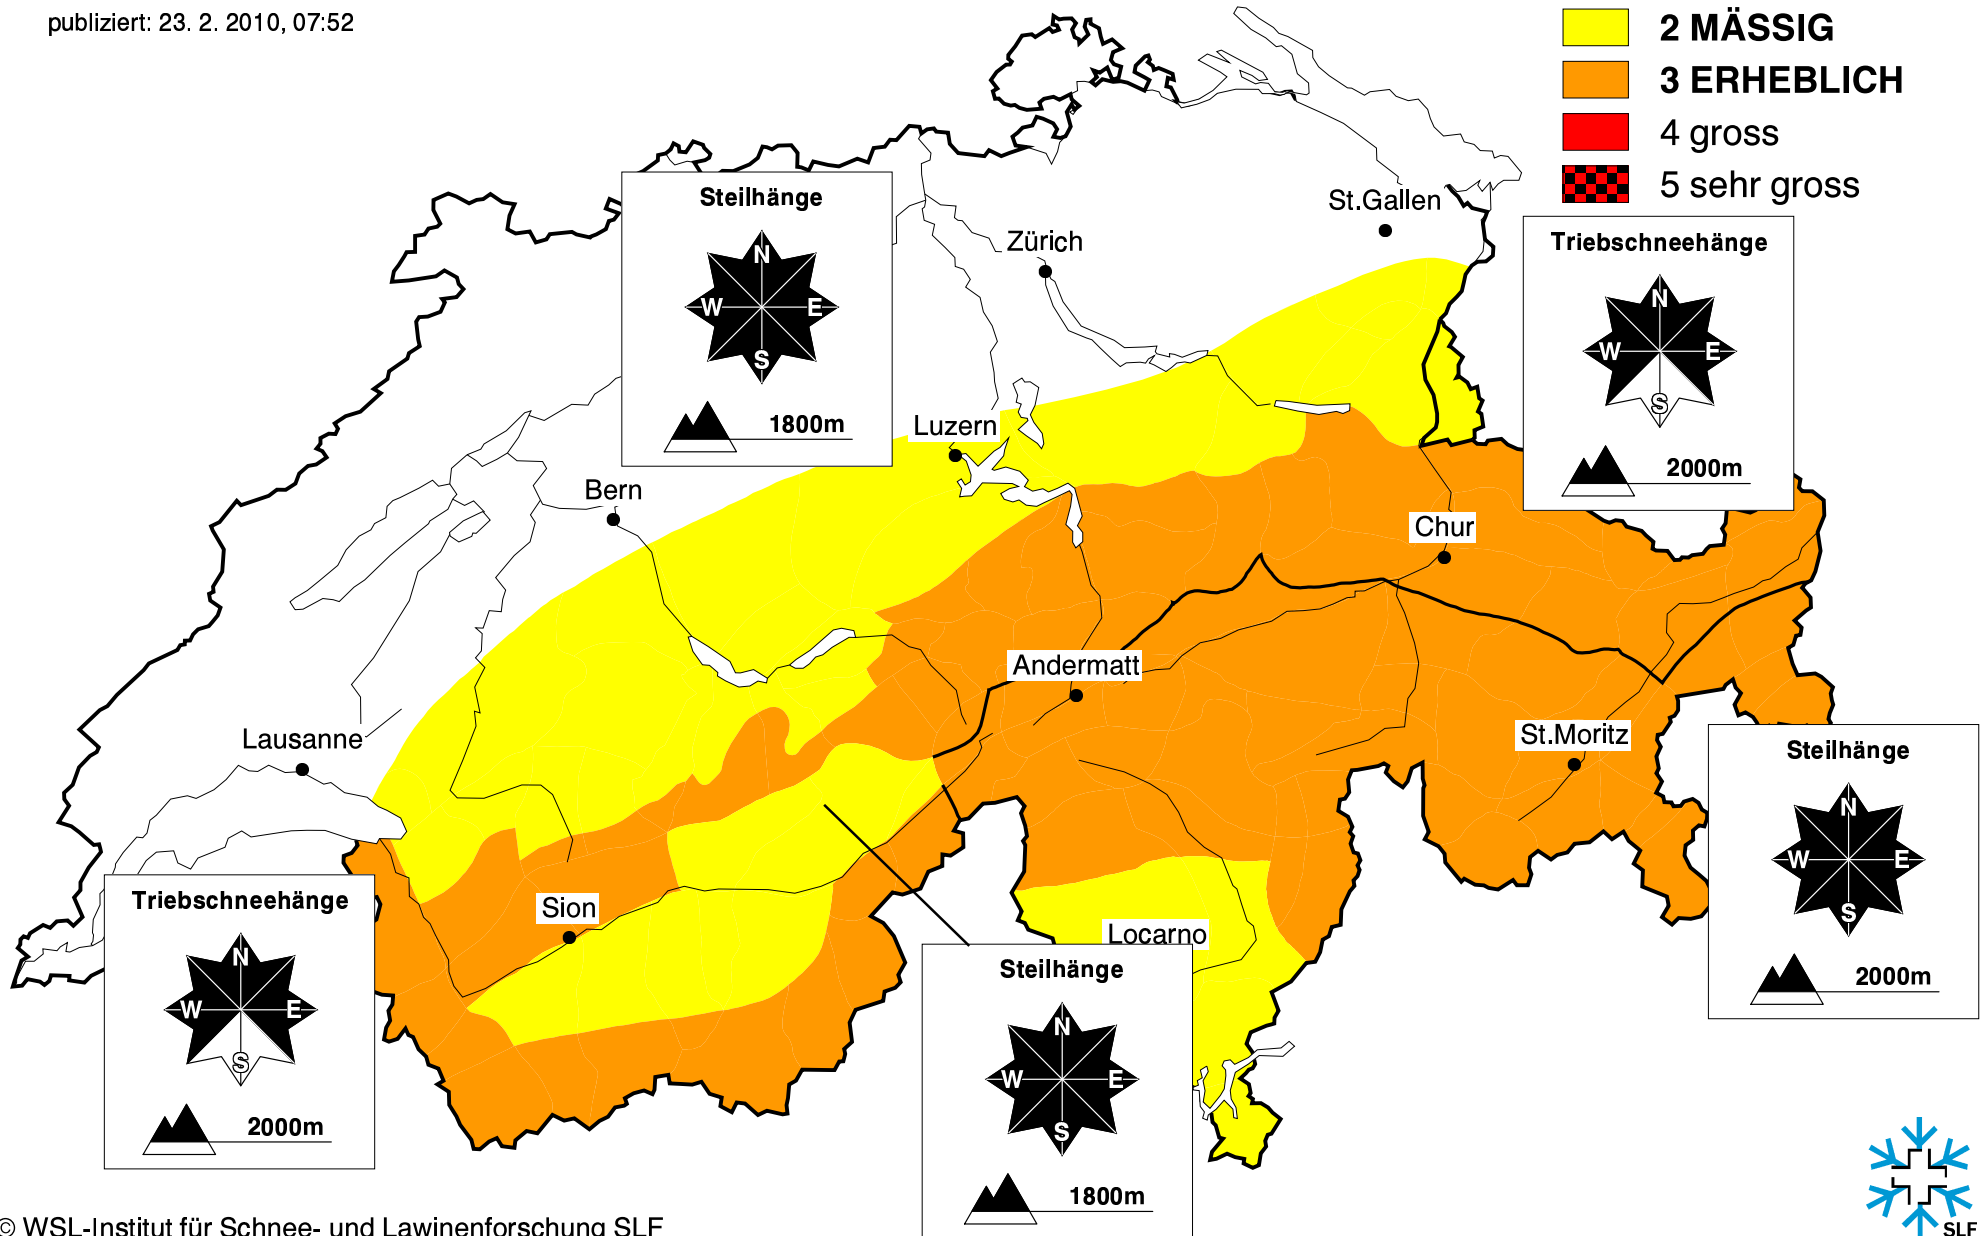 publiziert: 23. 2. 2010, 07:52
2 MÄSSIG
3 ERHEBLICH
4 gross
5 sehr gross
St.Gallen
Zürich
Luzern
Bern
Chur
Andermatt
St.Moritz
Lausanne
Sion
Locarno
Steilhänge
N
W E
S
1800m
Triebschneehänge
N
W E
S
2000m
Steilhänge
N
W E
S
2000m
Triebschneehänge
N
W E
S
2000m
Steilhänge
N
W E
S
1800m
© WSL-Institut für Schnee- und Lawinenforschung SLF
SLF